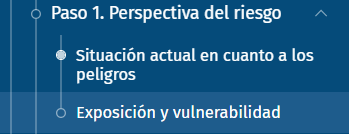 Paso 1. Perspectiva del riesgo
Situación actual en cuanto a los
peligros
Exposición y vulnerabilidad